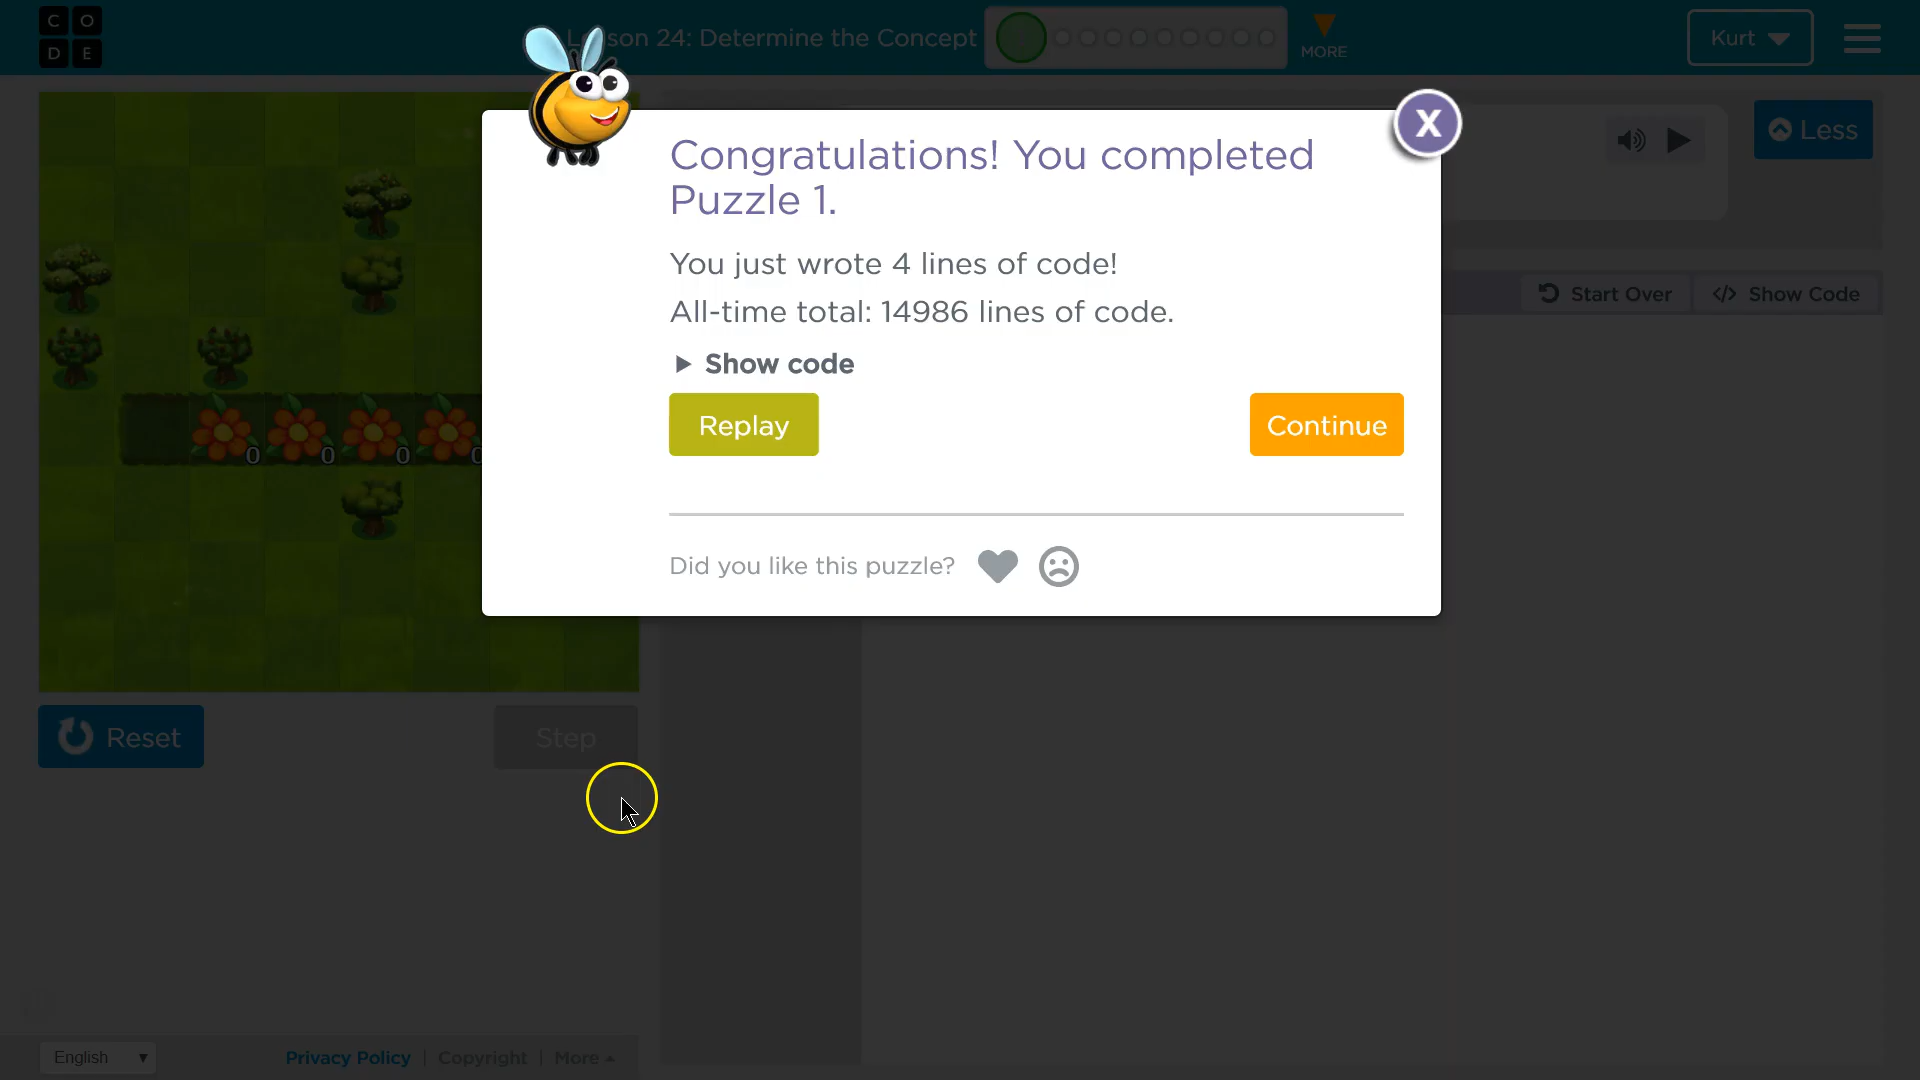 C O
D E
Lesson 24: Determine the Concept
MORE
Kurt
X
Congratulations! You completed
Puzzle 1.
Less
You just wrote 4 lines of code!
All-time total: 14986 lines of code.
Start Over
</> Show Code
Show code
Replay
Continue
0 0 0 0
Did you like this puzzle?
Reset
Step
English
Privacy Policy | Copyright | More